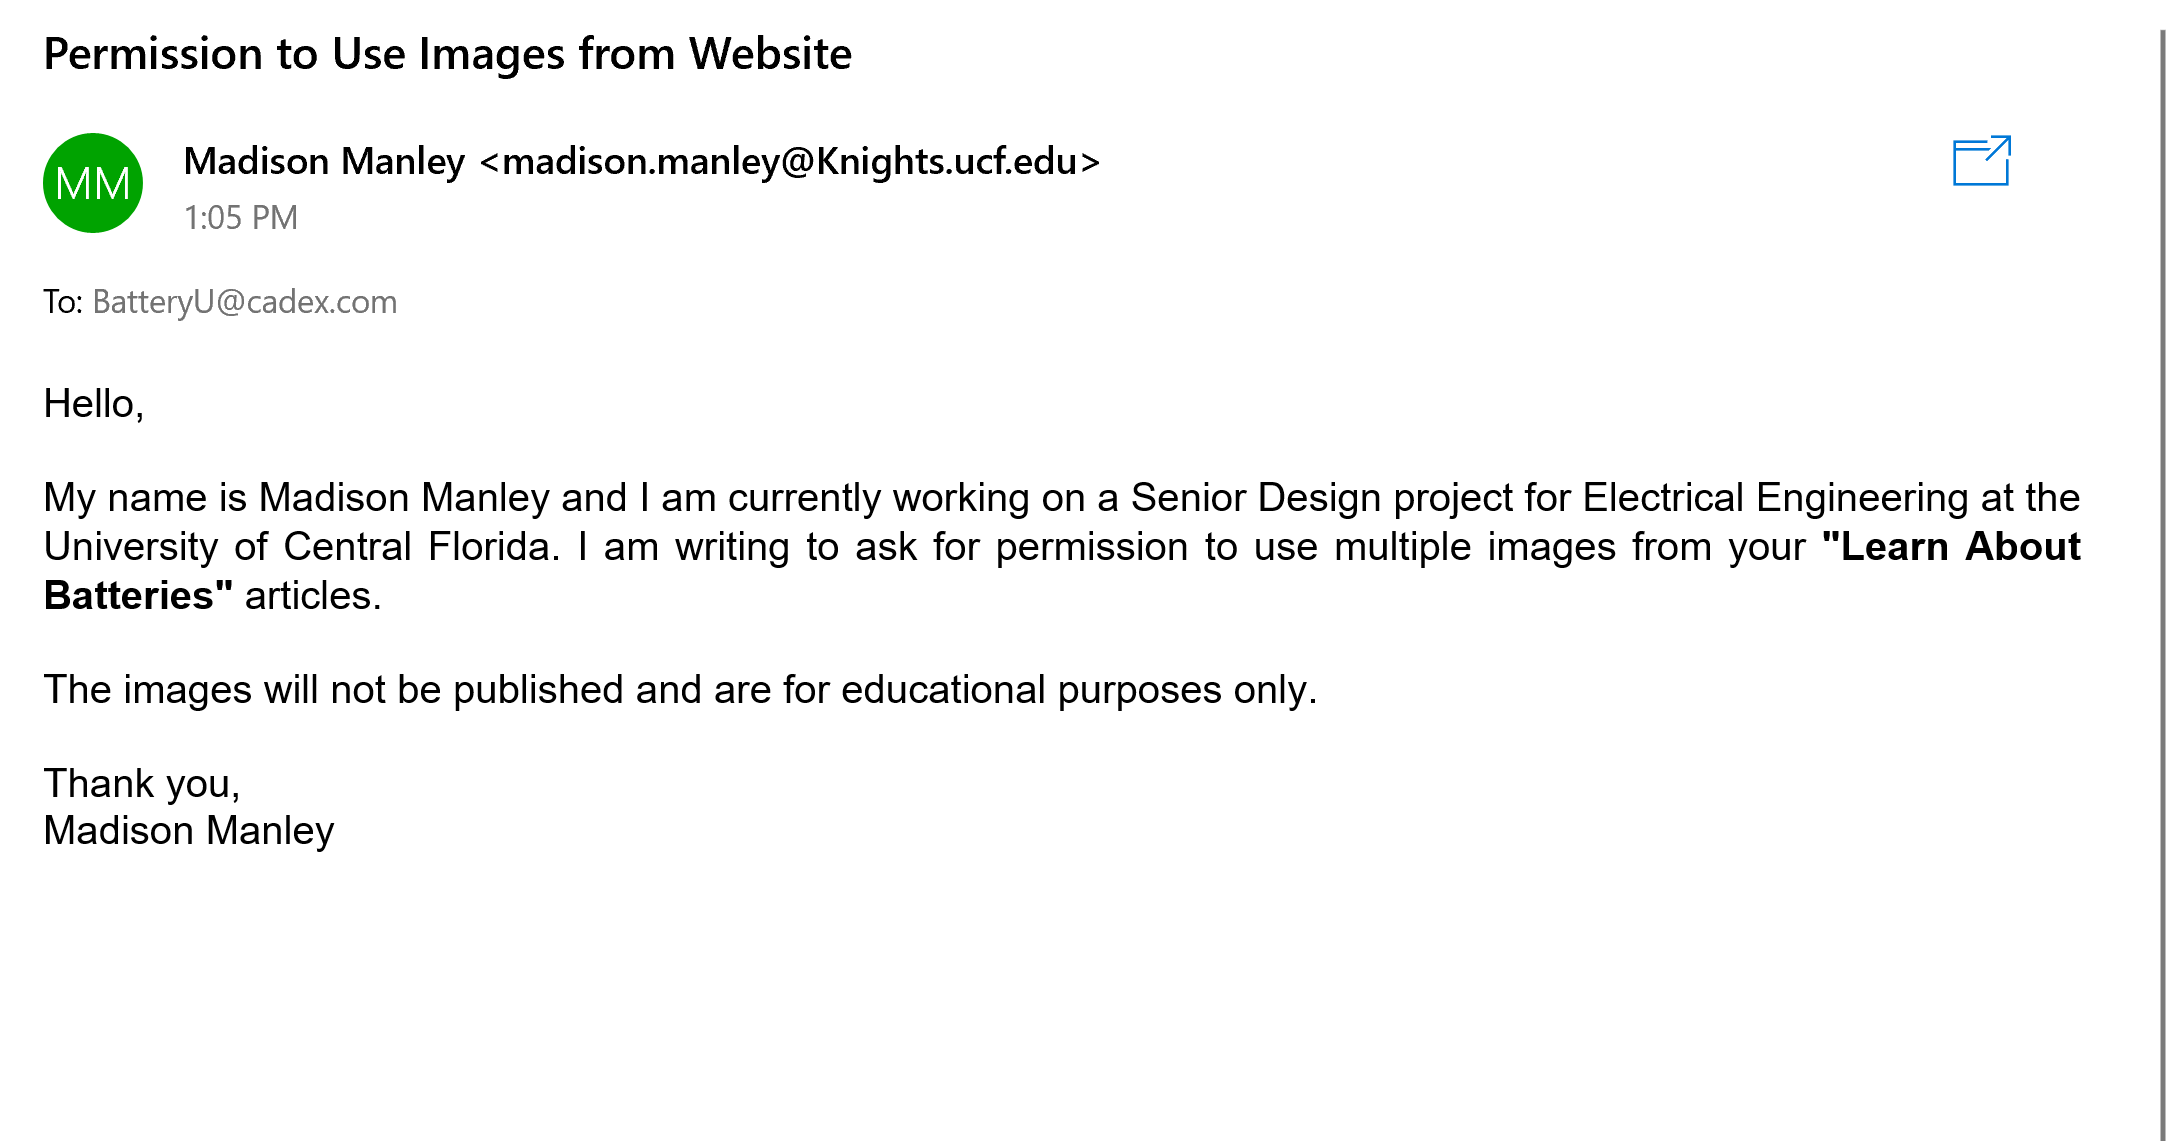 Permission to Use Images from Website
MM
Madison Manley <madison.manley@Knights.ucf.edu>
1:05 PM
To: BatteryU@cadex.com
Hello,
My name is Madison Manley and I am currently working on a Senior Design project for Electrical Engineering at the
University of Central Florida. I am writing to ask for permission to use multiple images from your "Learn About
Batteries" articles.
The images will not be published and are for educational purposes only.
Thank you,
Madison Manley